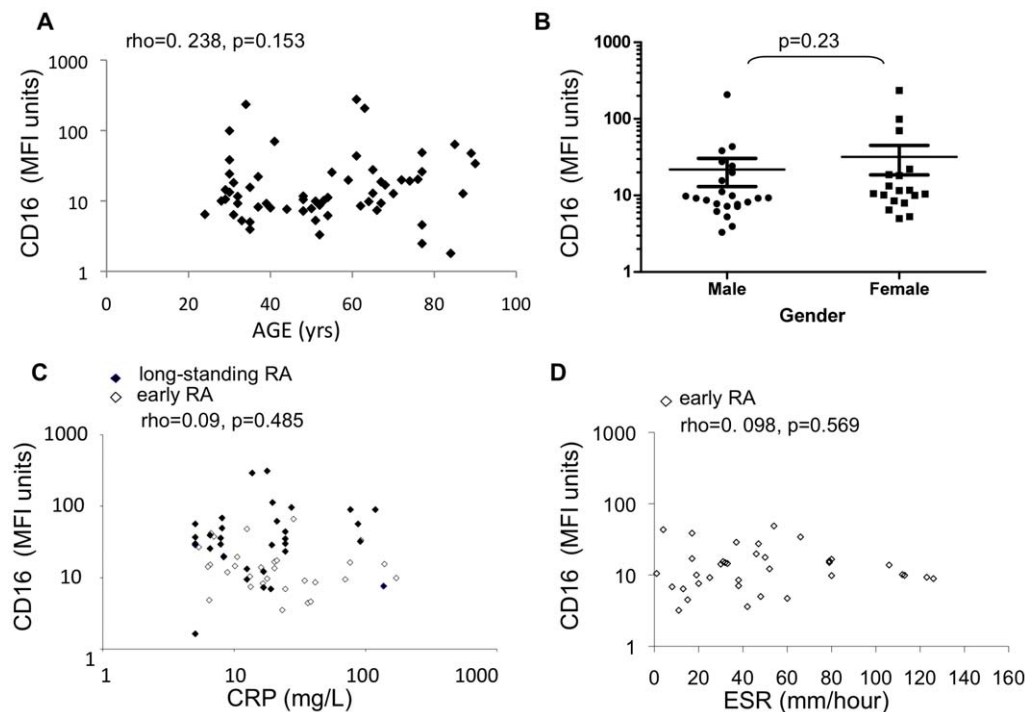 A
rho=0. 238, p=0.153
CD16 (MFI units)
1000
100
10
1
0 20 40 60 80 100
AGE (yrs)
B
p=0.23
CD16 (MFI units)
1000
100
10
1
Male Female
Gender
C
long-standing RA
early RA
rho=0.09, p=0.485
CD16 (MFI units)
1000
100
10
1
1 10 100 1000
CRP (mg/L)
D
early RA
rho=0. 098, p=0.569
CD16 (MFI units)
1000
100
10
1
0 20 40 60 80 100 120 140 160
ESR (mm/hour)